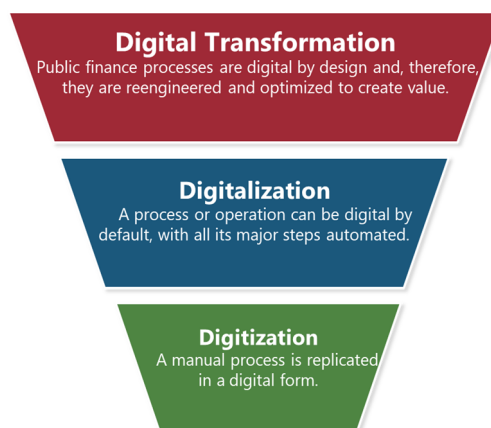 Digital Transformation
Public finance processes are digital by design and, therefore,
they are reengineered and optimized to create value.
Digitalization
A process or operation can be digital by
default, with all its major steps automated.
Digitization
A manual process is replicated
in a digital form.